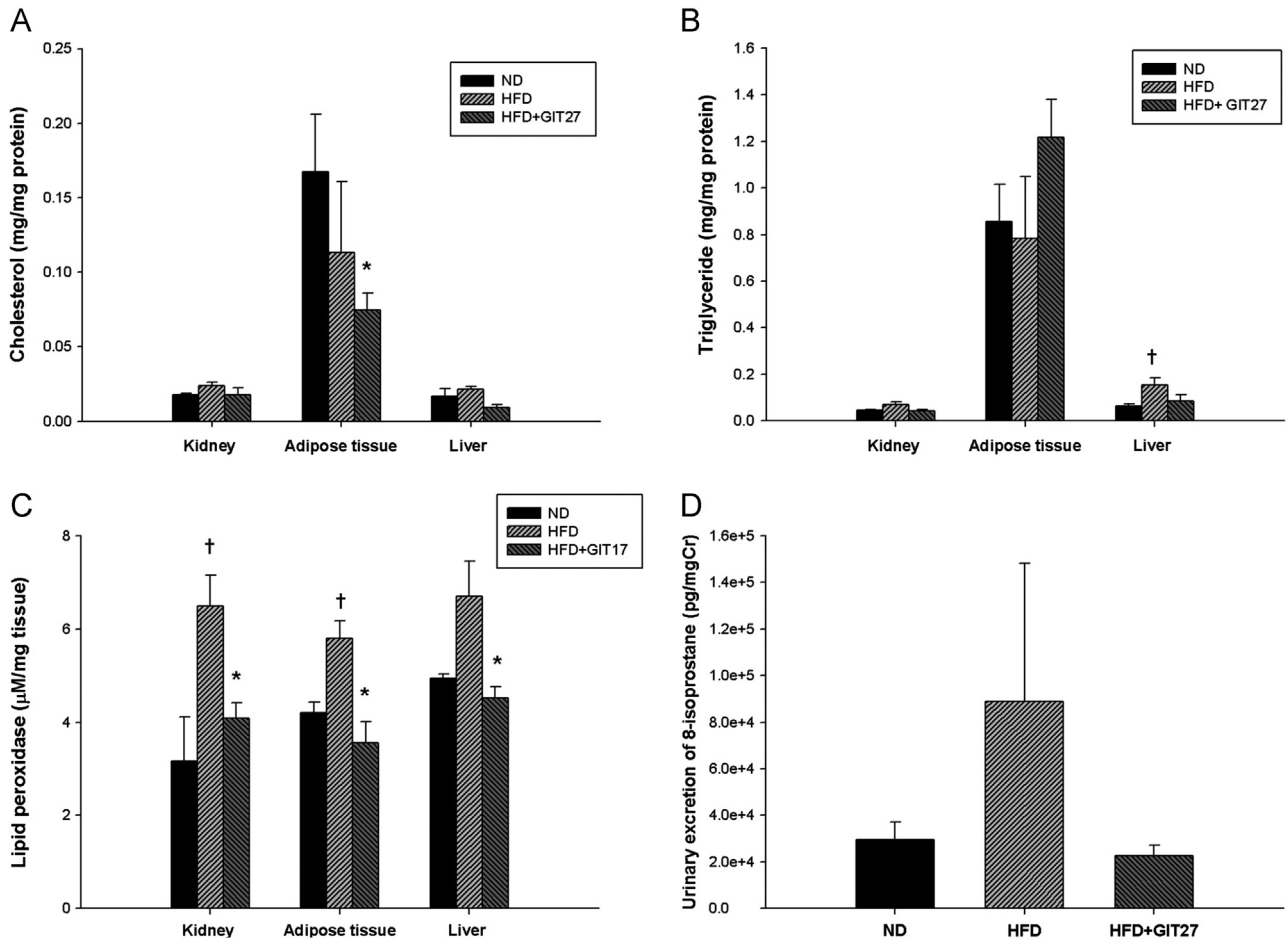 A
Cholesterol (mg/mg protein)
0.25
0.20
0.15
0.10
0.05
0.00
ND
HFD
HFD+GIT27
*
Kidney
Adipose tissue
Liver
B
Triglyceride (mg/mg protein)
1.6
1.4
1.2
1.0
0.8
0.6
0.4
0.2
0.0
ND
HFD
HFD+ GIT27
†
Kidney
Adipose tissue
Liver
C
Lipid peroxidase (µM/mg tissue)
8
6
4
2
0
ND
HFD
HFD+GIT17
†
*
†
*
*
Kidney
Adipose tissue
Liver
D
Urinary excretion of 8-isoprostane (pg/mgCr)
1.6e+5
1.4e+5
1.2e+5
1.0e+5
8.0e+4
6.0e+4
4.0e+4
2.0e+4
0.0
ND
HFD
HFD+GIT27